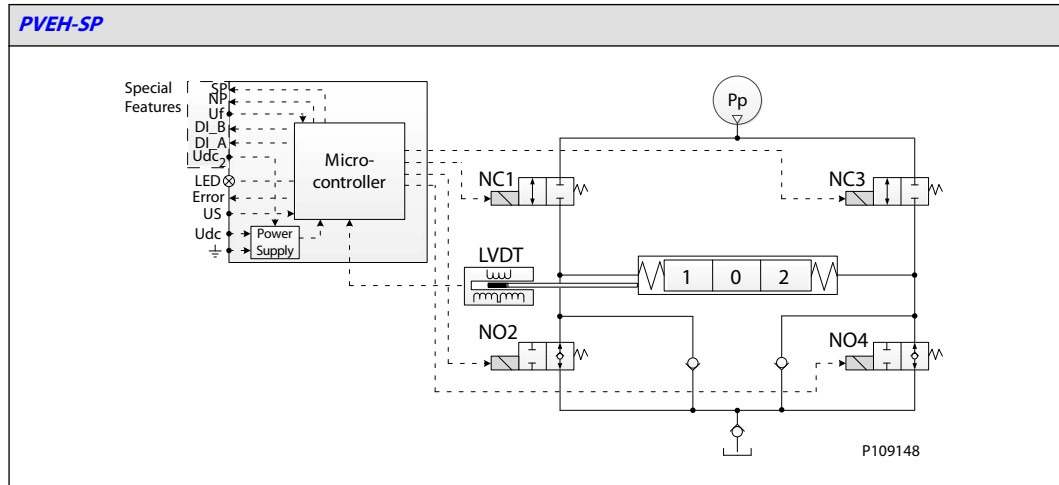 PVEH-SP
Special
Features
SP
NP
Uf
DI_B
DI_A
Udc2
LED
Error
US
Udc
Power
Supply
Micro-
controller
Pp
NC1
NC3
LVDT
1 0 2
NO2
NO4
P109148